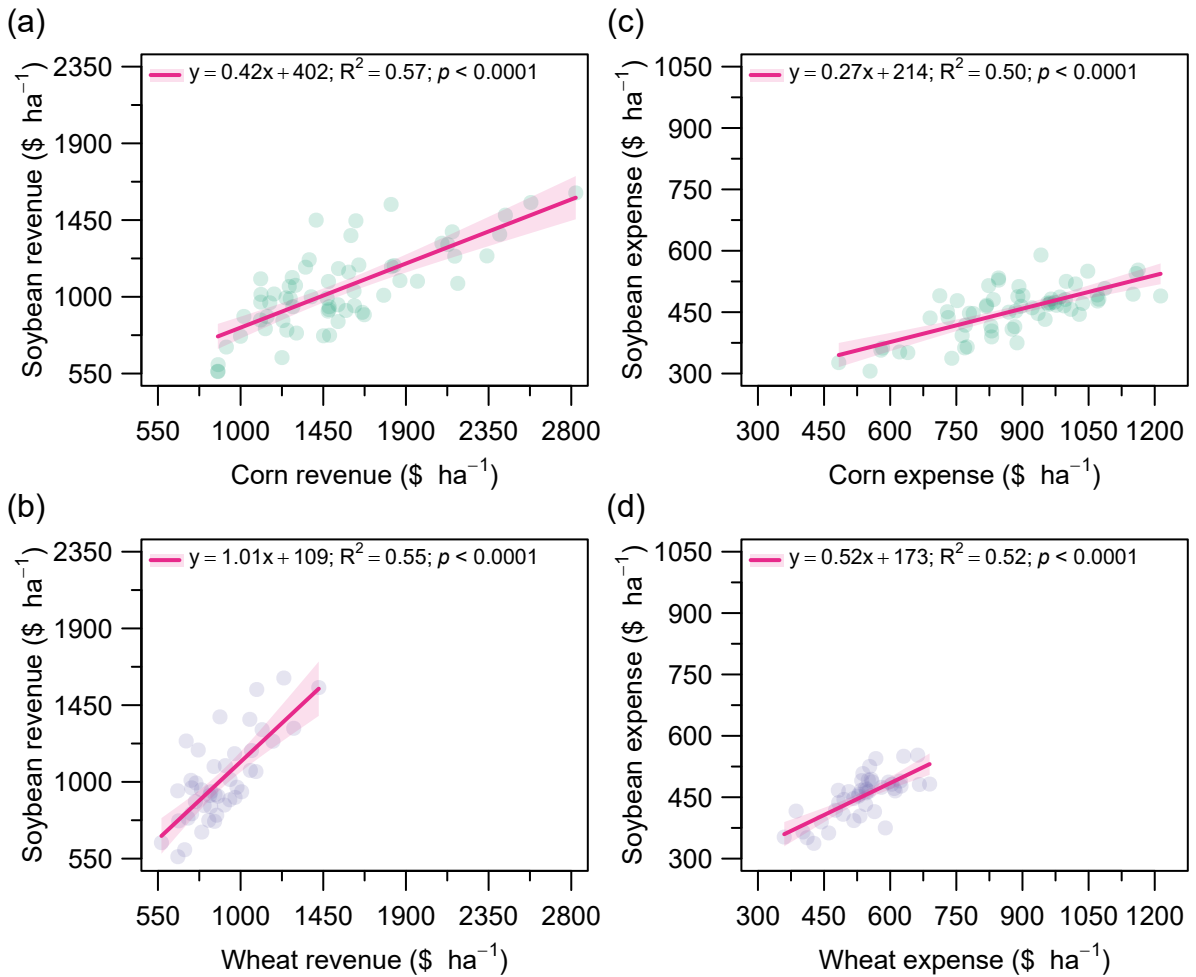 (a)
y = 0.42x + 402; R² = 0.57; p < 0.0001
Soybean revenue ($ ha⁻¹)
2350
1900
1450
1000
550
550 1000 1450 1900 2350 2800
Corn revenue ($ ha⁻¹)
(c)
y = 0.27x + 214; R² = 0.50; p < 0.0001
Soybean expense ($ ha⁻¹)
1050
900
750
600
450
300
300 450 600 750 900 1050 1200
Corn expense ($ ha⁻¹)
(b)
y = 1.01x + 109; R² = 0.55; p < 0.0001
Soybean revenue ($ ha⁻¹)
2350
1900
1450
1000
550
550 1000 1450 1900 2350 2800
Wheat revenue ($ ha⁻¹)
(d)
y = 0.52x + 173; R² = 0.52; p < 0.0001
Soybean expense ($ ha⁻¹)
1050
900
750
600
450
300
300 450 600 750 900 1050 1200
Wheat expense ($ ha⁻¹)